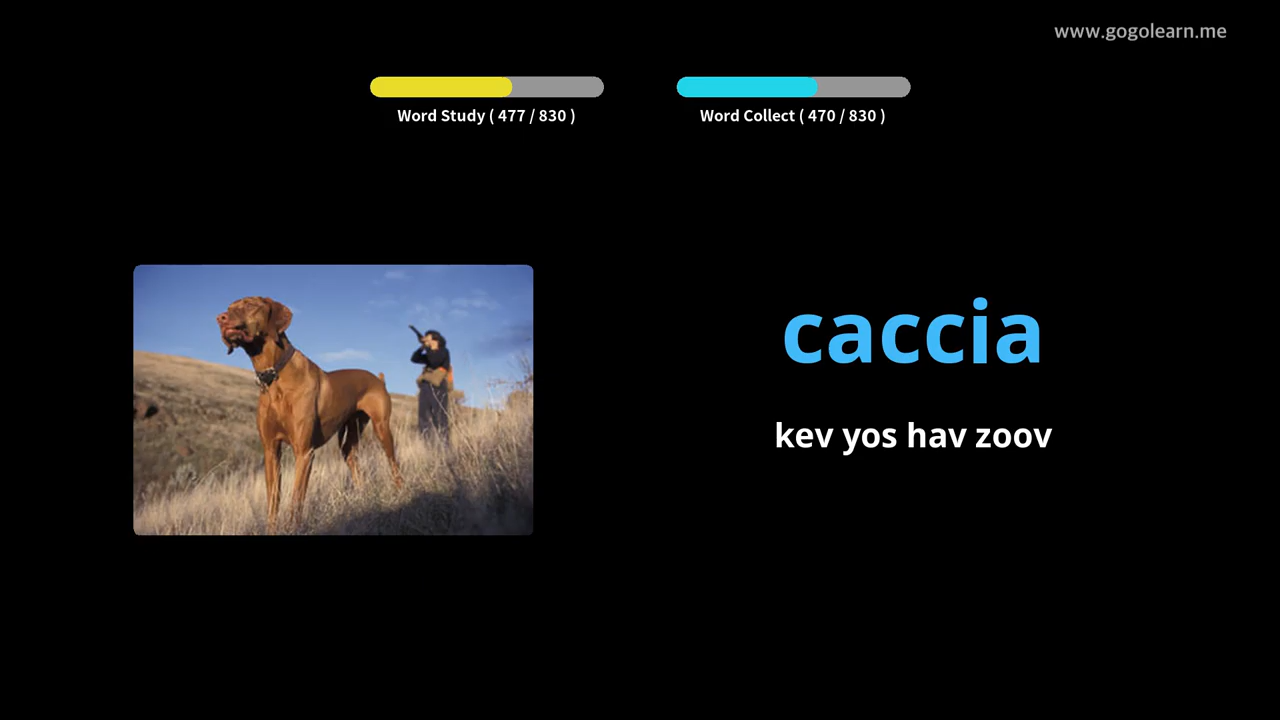 www.gogolearn.me
Word Study ( 477 / 830 )
Word Collect ( 470 / 830 )
caccia
kev yos hav zoov